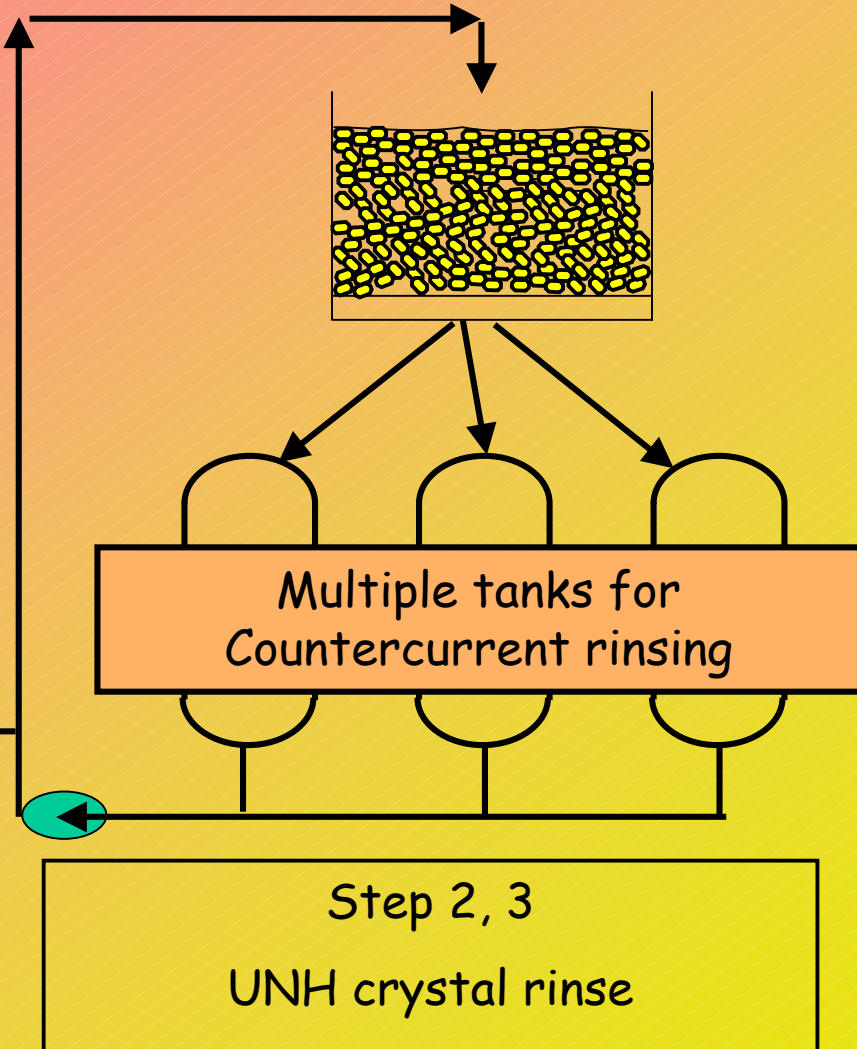 Multiple tanks for
Countercurrent rinsing
Step 2, 3
UNH crystal rinse